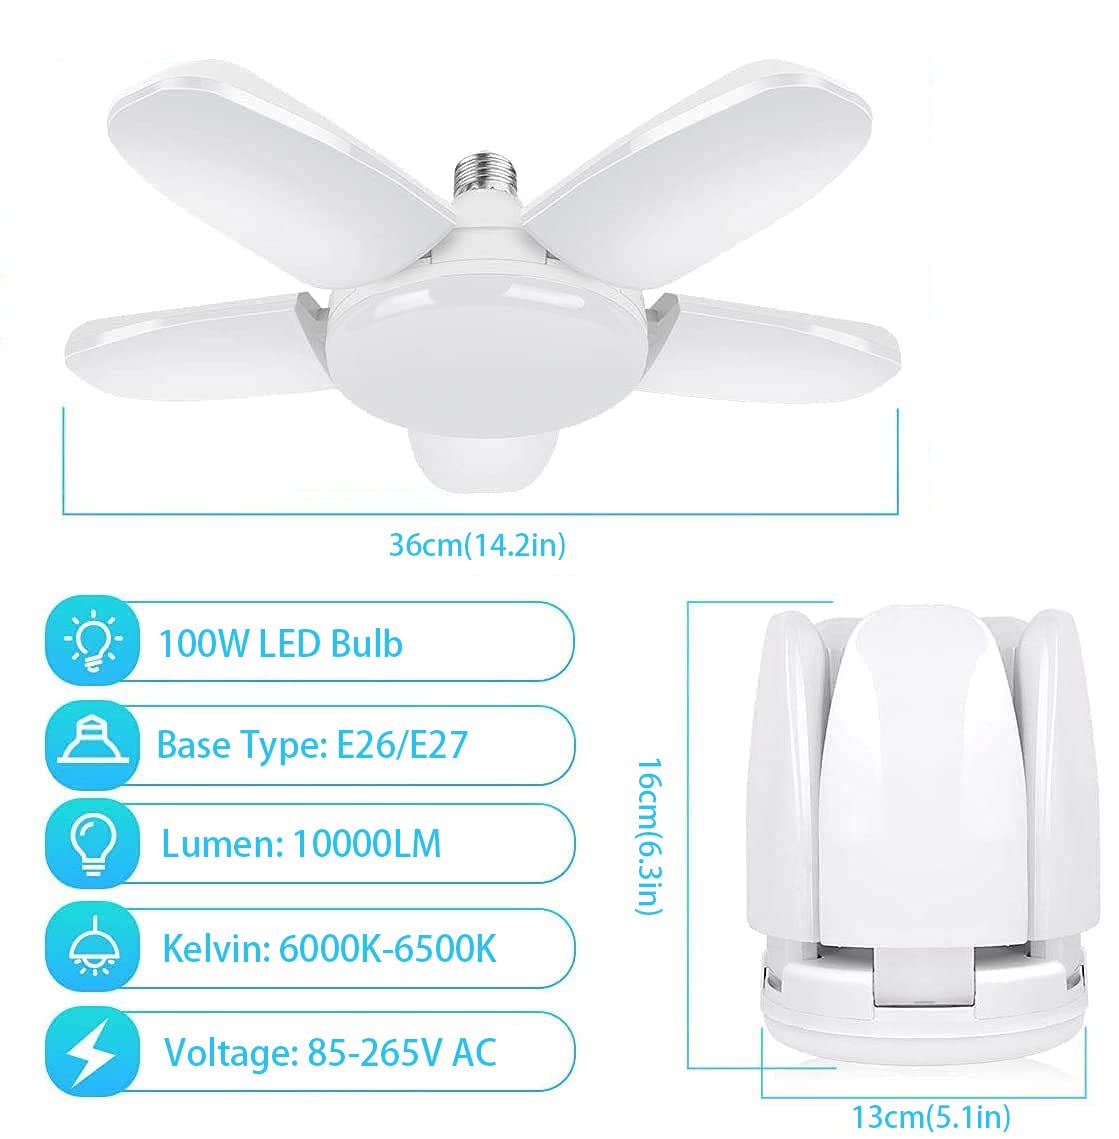 36cm(14.2in)
100W LED Bulb
Base Type: E26/E27
Lumen: 10000LM
Kelvin: 6000K-6500K
Voltage: 85-265V AC
16cm(6.3in)
13cm(5.1in)